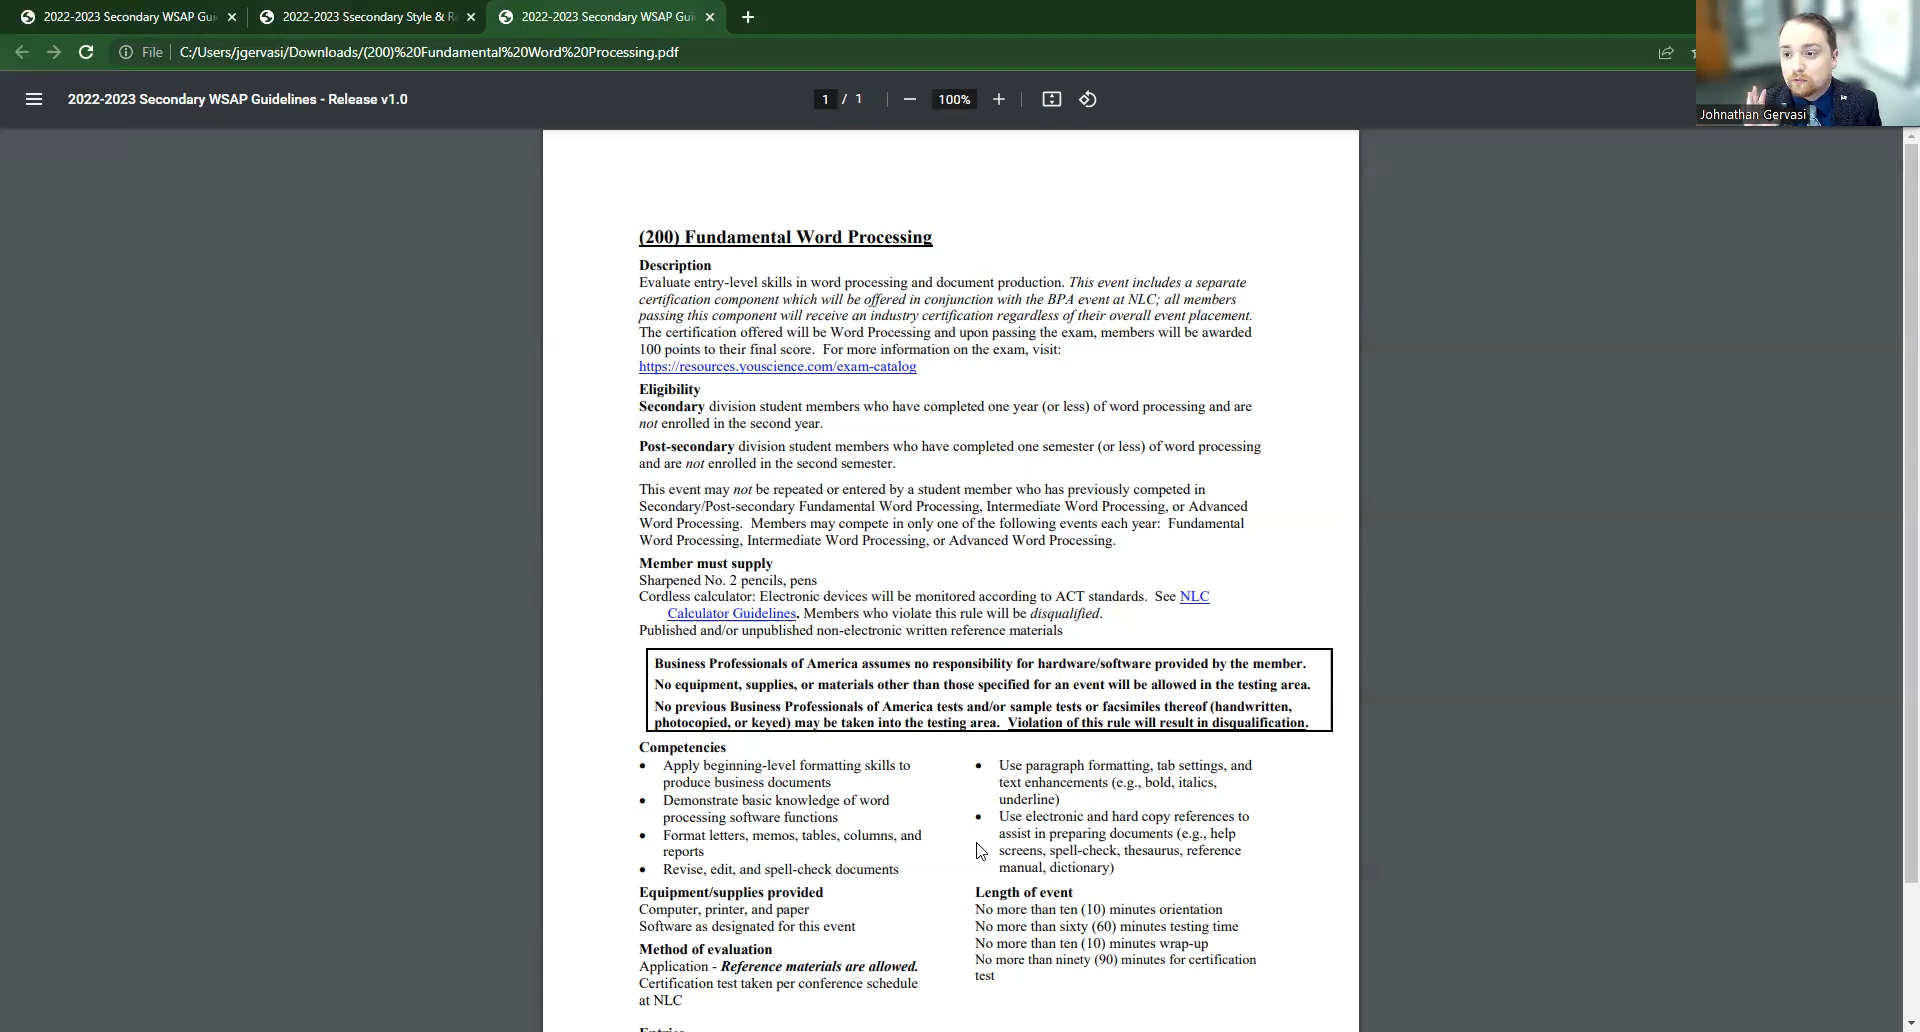 2022-2023 Secondary WSAP Gui
2022-2023 Ssecondary Style & R
2022-2023 Secondary WSAP Gui
File
C:/Users/jgervasi/Downloads/(200)%20Fundamental%20Word%20Processing.pdf
2022-2023 Secondary WSAP Guidelines - Release v1.0
1 / 1
100%
Johnathan Gervasi
(200) Fundamental Word Processing
Description
Evaluate entry-level skills in word processing and document production. This event includes a separate
certification component which will be offered in conjunction with the BPA event at NLC; all members
passing this component will receive an industry certification regardless of their overall event placement.
The certification offered will be Word Processing and upon passing the exam, members will be awarded
100 points to their final score. For more information on the exam, visit:
https://resources.youscience.com/exam-catalog
Eligibility
Secondary division student members who have completed one year (or less) of word processing and are
not enrolled in the second year.
Post-secondary division student members who have completed one semester (or less) of word processing
and are not enrolled in the second semester.
This event may not be repeated or entered by a student member who has previously competed in
Secondary/Post-secondary Fundamental Word Processing, Intermediate Word Processing, or Advanced
Word Processing. Members may compete in only one of the following events each year: Fundamental
Word Processing, Intermediate Word Processing, or Advanced Word Processing.
Member must supply
Sharpened No. 2 pencils, pens
Cordless calculator: Electronic devices will be monitored according to ACT standards. See NLC
Calculator Guidelines. Members who violate this rule will be disqualified.
Published and/or unpublished non-electronic written reference materials
Business Professionals of America assumes no responsibility for hardware/software provided by the member.
No equipment, supplies, or materials other than those specified for an event will be allowed in the testing area.
No previous Business Professionals of America tests and/or sample tests or facsimiles thereof (handwritten,
photocopied, or keyed) may be taken into the testing area. Violation of this rule will result in disqualification.
Competencies
• Apply beginning-level formatting skills to
produce business documents
• Demonstrate basic knowledge of word
processing software functions
• Format letters, memos, tables, columns, and
reports
• Revise, edit, and spell-check documents
• Use paragraph formatting, tab settings, and
text enhancements (e.g., bold, italics,
underline)
• Use electronic and hard copy references to
assist in preparing documents (e.g., help
screens, spell-check, thesaurus, reference
manual, dictionary)
Equipment/supplies provided
Computer, printer, and paper
Software as designated for this event
Method of evaluation
Application - Reference materials are allowed.
Certification test taken per conference schedule
at NLC
Length of event
No more than ten (10) minutes orientation
No more than sixty (60) minutes testing time
No more than ten (10) minutes wrap-up
No more than ninety (90) minutes for certification
test